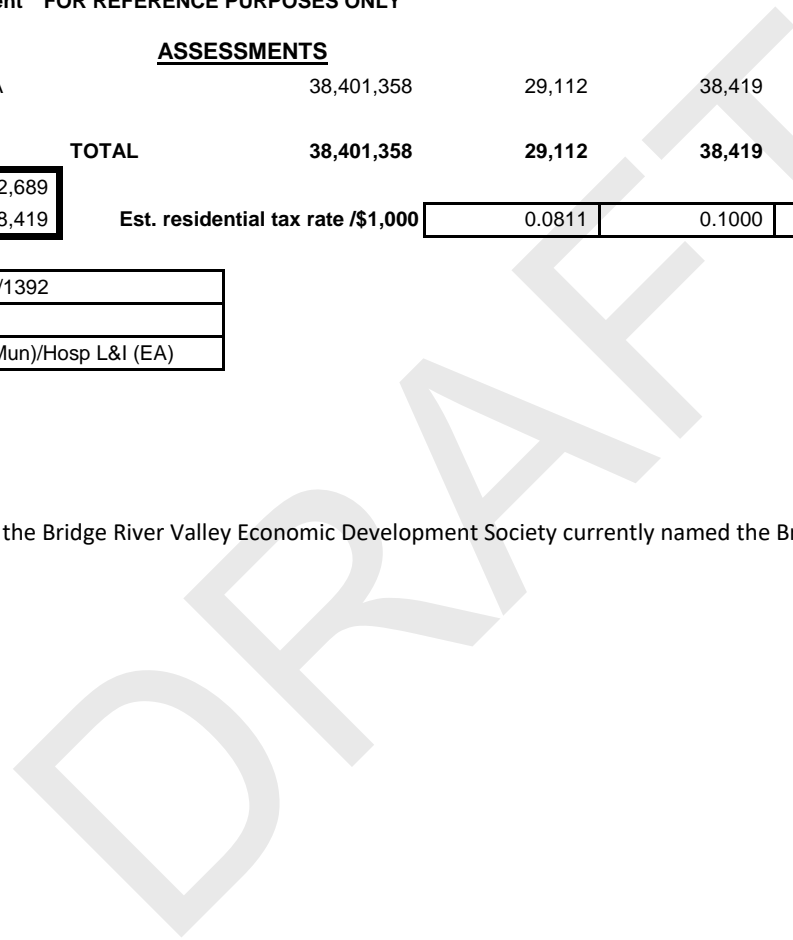 FOR REFERENCE PURPOSES ONLY
ASSESSMENTS
38,401,358 29,112 38,419
TOTAL 38,401,358 29,112 38,419
2,689
8,419 Est. residential tax rate /$1,000 0.0811 0.1000
/1392
Mun)/Hosp L&I (EA)
the Bridge River Valley Economic Development Society currently named the
DRAFT